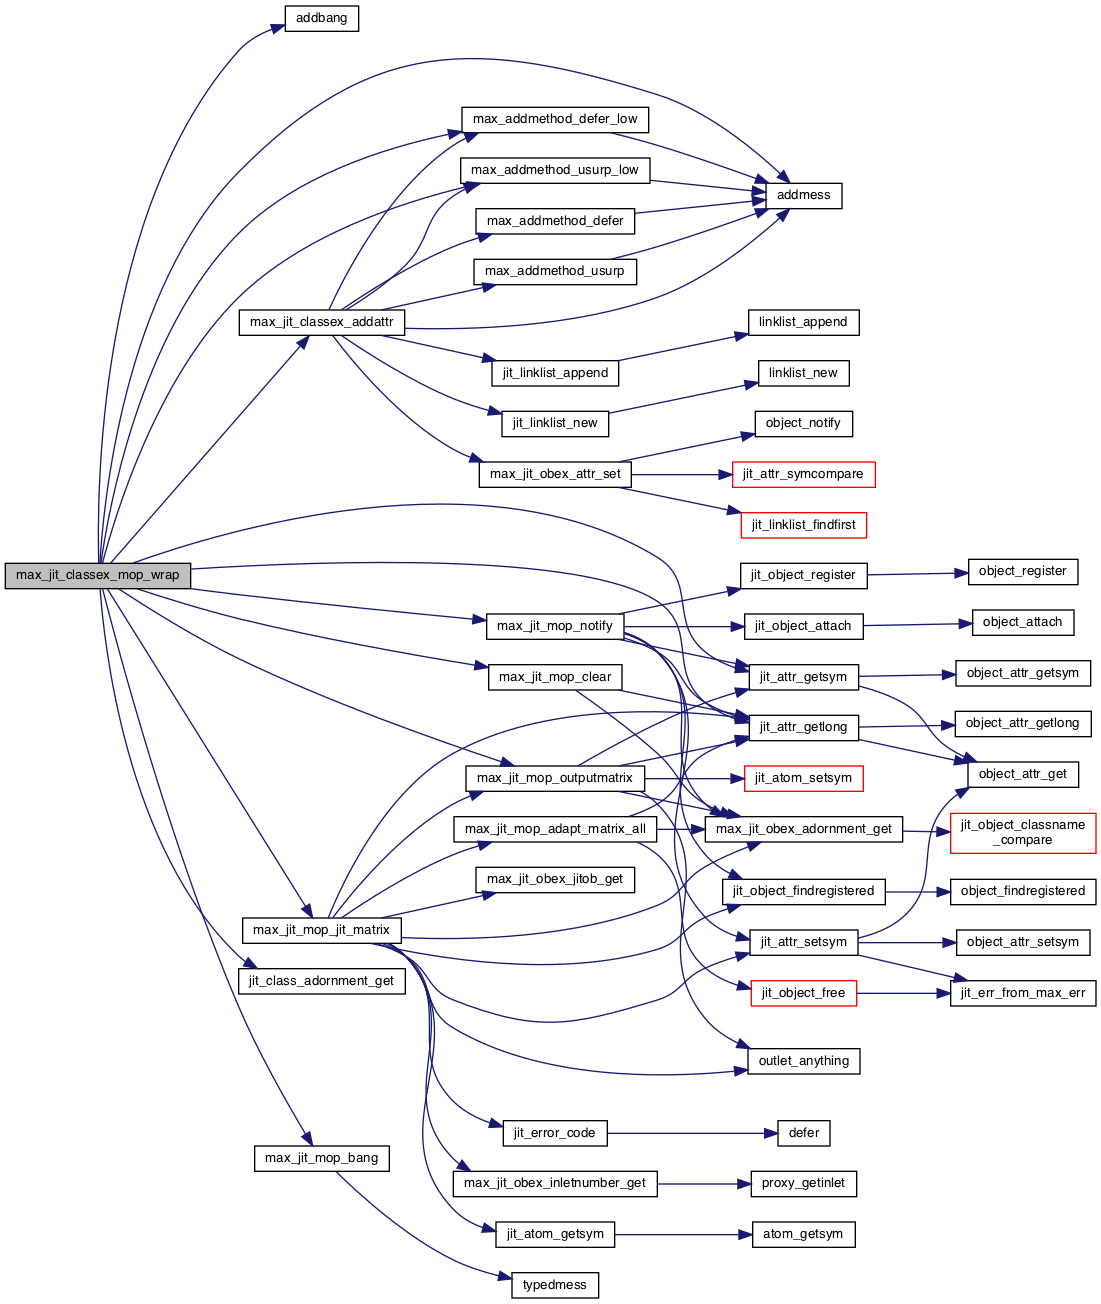 addbang
max_addmethod_defer_low
max_addmethod_usurp_low
addmess
max_addmethod_defer
max_addmethod_usurp
max_jit_classex_addattr
linklist_append
jit_linklist_append
linklist_new
jit_linklist_new
object_notify
max_jit_obex_attr_set
jit_attr_symcompare
jit_linklist_findfirst
max_jit_classex_mop_wrap
jit_object_register
object_register
max_jit_mop_notify
jit_object_attach
object_attach
max_jit_mop_clear
jit_attr_getsym
object_attr_getsym
jit_attr_getlong
object_attr_getlong
max_jit_mop_outputmatrix
jit_atom_setsym
object_attr_get
max_jit_mop_adapt_matrix_all
max_jit_obex_adornment_get
jit_object_classname
_compare
max_jit_obex_jitob_get
jit_object_findregistered
object_findregistered
max_jit_mop_jit_matrix
jit_attr_setsym
object_attr_setsym
jit_class_adornment_get
jit_object_free
jit_err_from_max_err
outlet_anything
jit_error_code
defer
max_jit_mop_bang
max_jit_obex_inletnumber_get
proxy_getinlet
jit_atom_getsym
atom_getsym
typedmess